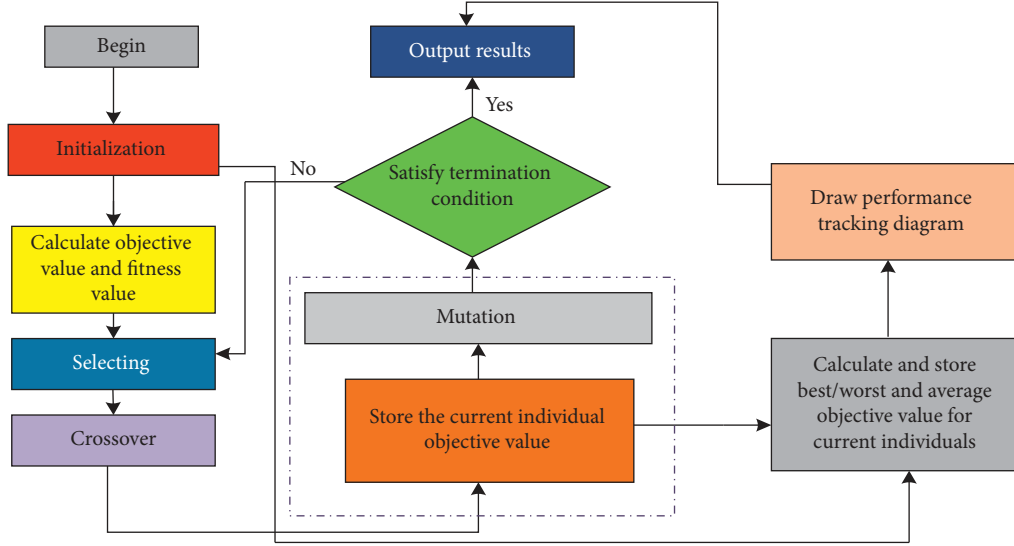 Begin
Initialization
Calculate objective
value and fitness
value
Selecting
Crossover
Output results
Yes
No
Satisfy termination
condition
Mutation
Store the current individual
objective value
Draw performance
tracking diagram
Calculate and store
best/worst and average
objective value for
current individuals